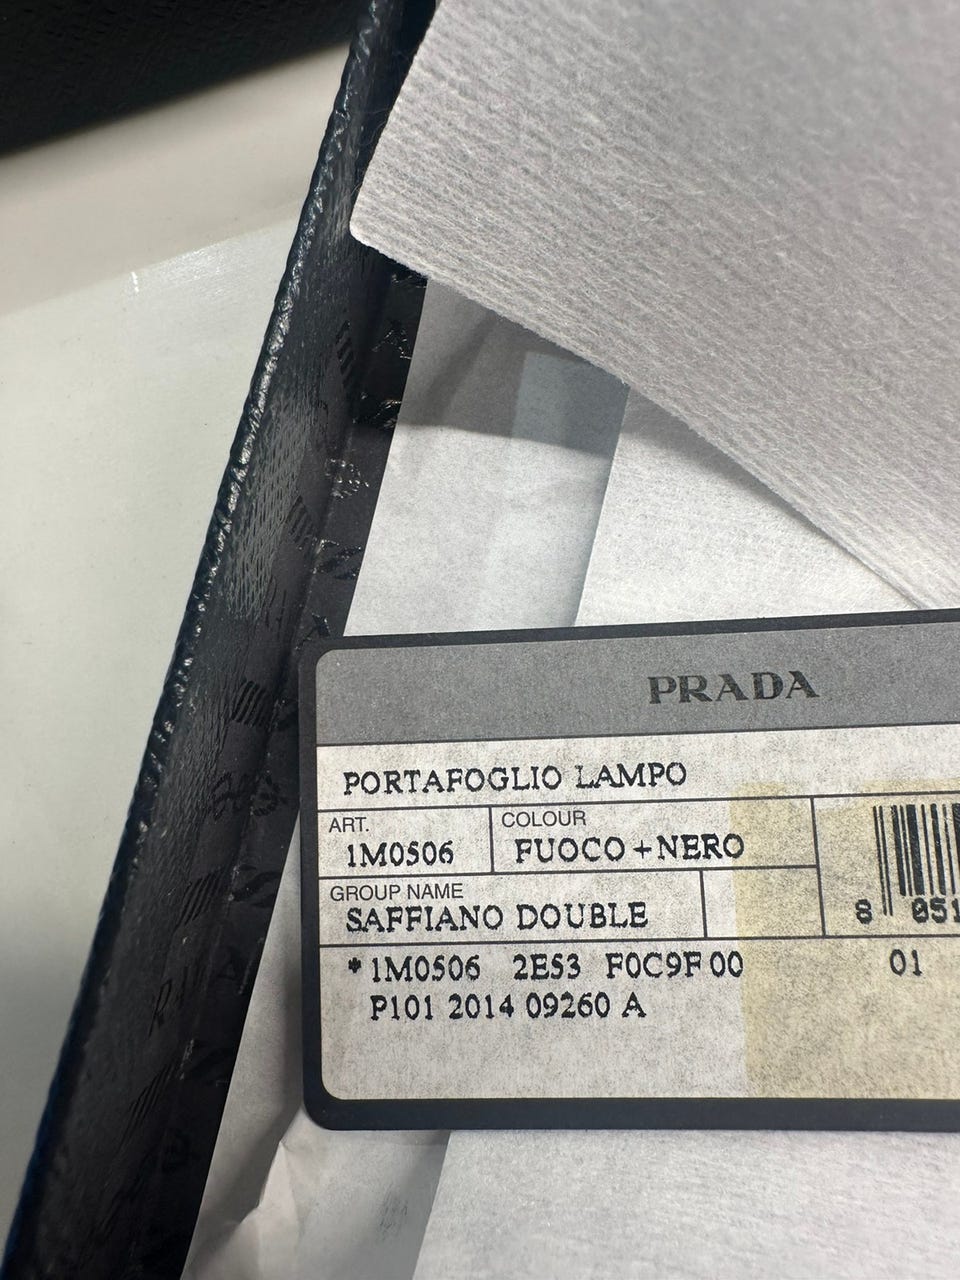 PRADA
PORTAFOGLIO LAMPO
ART.
1M0506
COLOUR
FUOCO+NERO
GROUP NAME
SAFFIANO DOUBLE
8 051
* 1M0506 2E53 F0C9F 00
01
P101 2014 09260 A